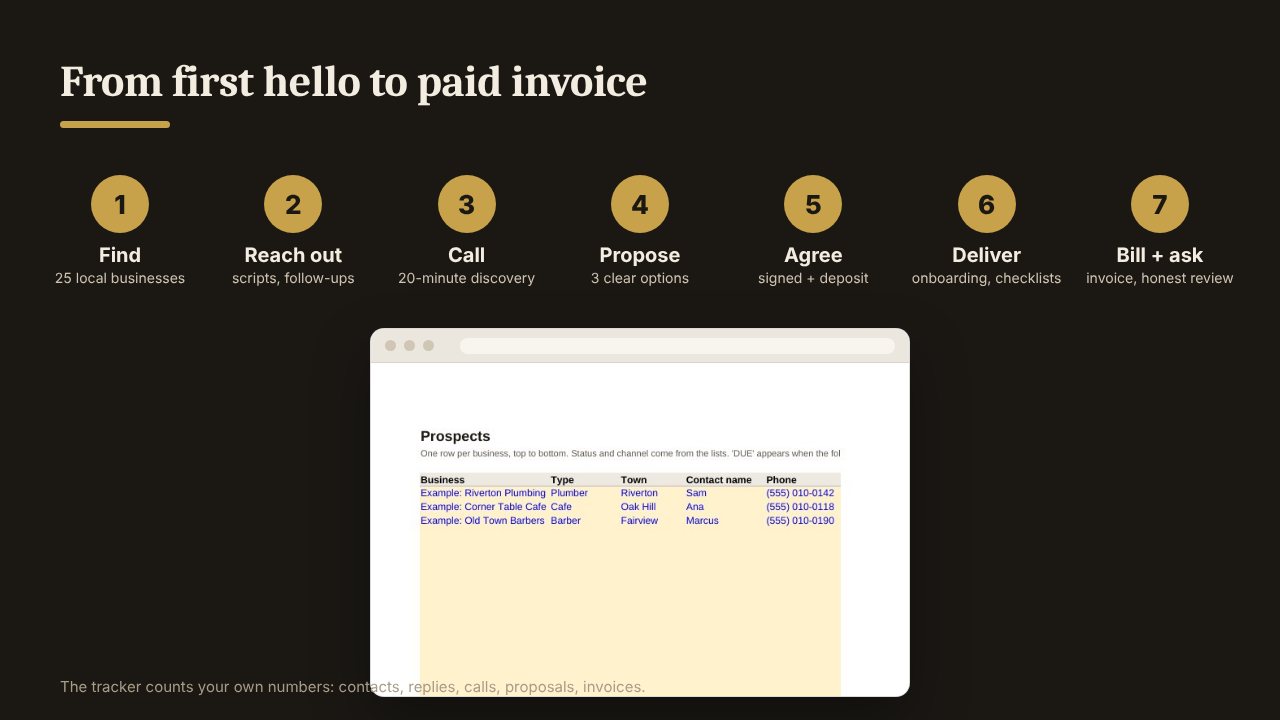 From first hello to paid invoice
1 2 3 4 5 6 7
Find Reach out Call Propose Agree Deliver Bill + ask
25 local businesses scripts, follow-ups 20-minute discovery 3 clear options signed + deposit onboarding, checklists invoice, honest review
Prospects
One row per business, top to bottom. Status and channel come from the lists. 'DUE' appears when the fol
Business Type Town Contact name Phone
Example: Riverton Plumbing Plumber Riverton Sam (555) 010-0142
Example: Corner Table Cafe Cafe Oak Hill Ana (555) 010-0118
Example: Old Town Barbers Barber Fairview Marcus (555) 010-0190
The tracker counts your own numbers: contacts, replies, calls, proposals, invoices.